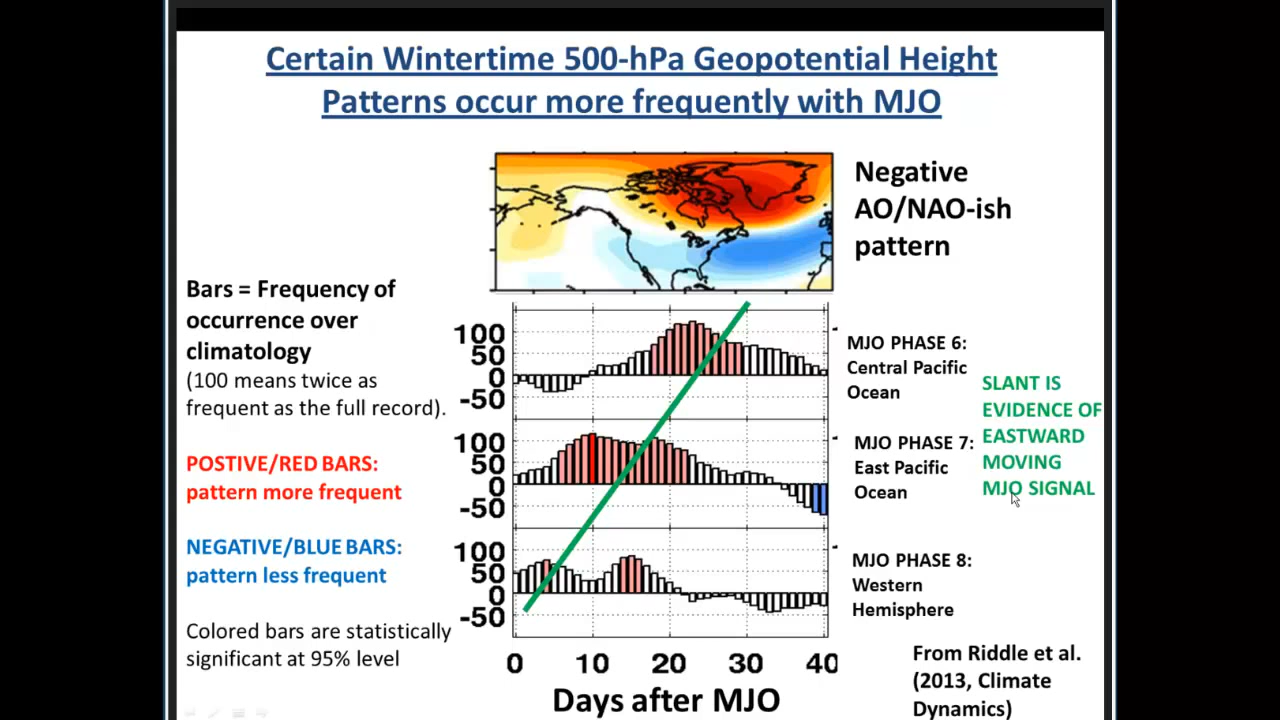 Certain Wintertime 500-hPa Geopotential Height
Patterns occur more frequently with MJO
Negative
AO/NAO-ish
pattern
Bars = Frequency of
occurrence over
climatology
(100 means twice as
frequent as the full record).
POSTIVE/RED BARS:
pattern more frequent
NEGATIVE/BLUE BARS:
pattern less frequent
Colored bars are statistically
significant at 95% level
100
50
0
-50
100
50
0
-50
100
50
0
-50
0 10 20 30 40
Days after MJO
MJO PHASE 6:
Central Pacific
Ocean
MJO PHASE 7:
East Pacific
Ocean
MJO PHASE 8:
Western
Hemisphere
SLANT IS
EVIDENCE OF
EASTWARD
MOVING
MJO SIGNAL
From Riddle et al.
(2013, Climate
Dynamics)